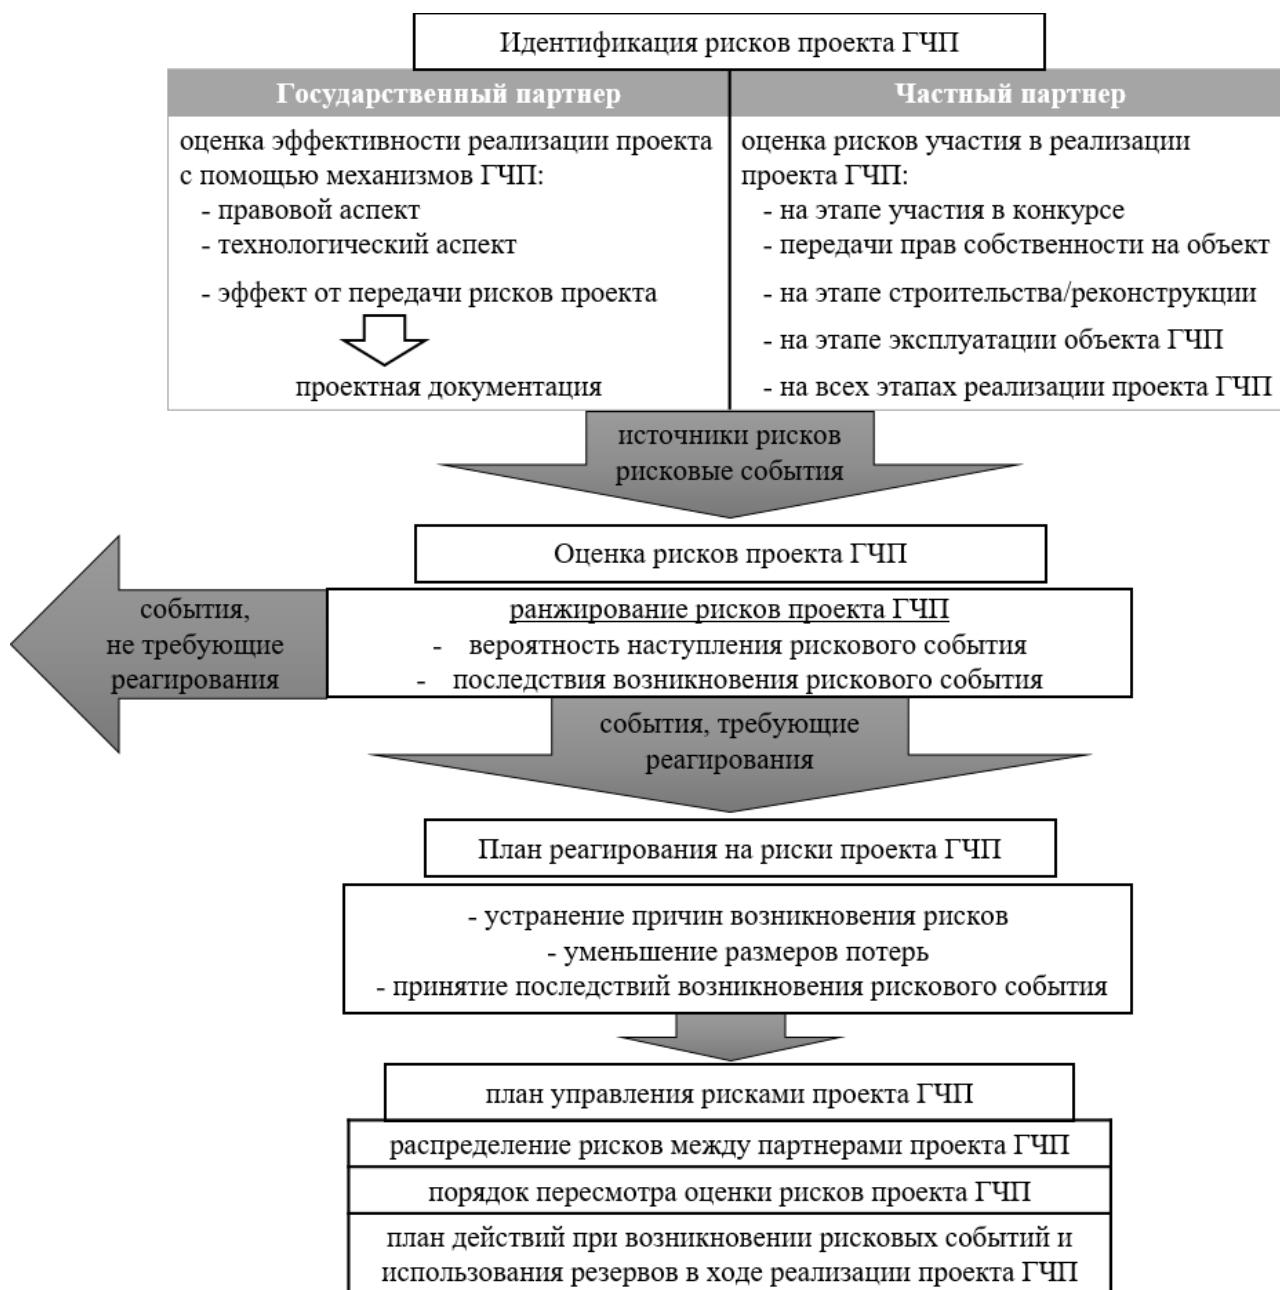 Идентификация рисков проекта ГЧП
Государственный партнер
оценка эффективности реализации проекта
с помощью механизмов ГЧП:
- правовой аспект
- технологический аспект
- эффект от передачи рисков проекта
проектная документация
Частный партнер
оценка рисков участия в реализации
проекта ГЧП:
- на этапе участия в конкурсе
- передачи прав собственности на объект
- на этапе строительства/реконструкции
- на этапе эксплуатации объекта ГЧП
- на всех этапах реализации проекта ГЧП
источники рисков
рисковые события
Оценка рисков проекта ГЧП
ранжирование рисков проекта ГЧП
- вероятность наступления рискового события
- последствия возникновения рискового события
события,
не требующие
реагирования
события, требующие
реагирования
План реагирования на риски проекта ГЧП
- устранение причин возникновения рисков
- уменьшение размеров потерь
- принятие последствий возникновения рискового события
план управления рисками проекта ГЧП
распределение рисков между партнерами проекта ГЧП
порядок пересмотра оценки рисков проекта ГЧП
план действий при возникновении рисковых событий и
использования резервов в ходе реализации проекта ГЧП